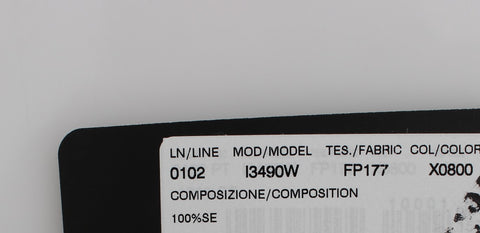 LN/LINE MOD/MODEL TES./FABRIC COL/COLOR
0102 I3490W FP177 X0800
COMPOSIZIONE/COMPOSITION
100%SE